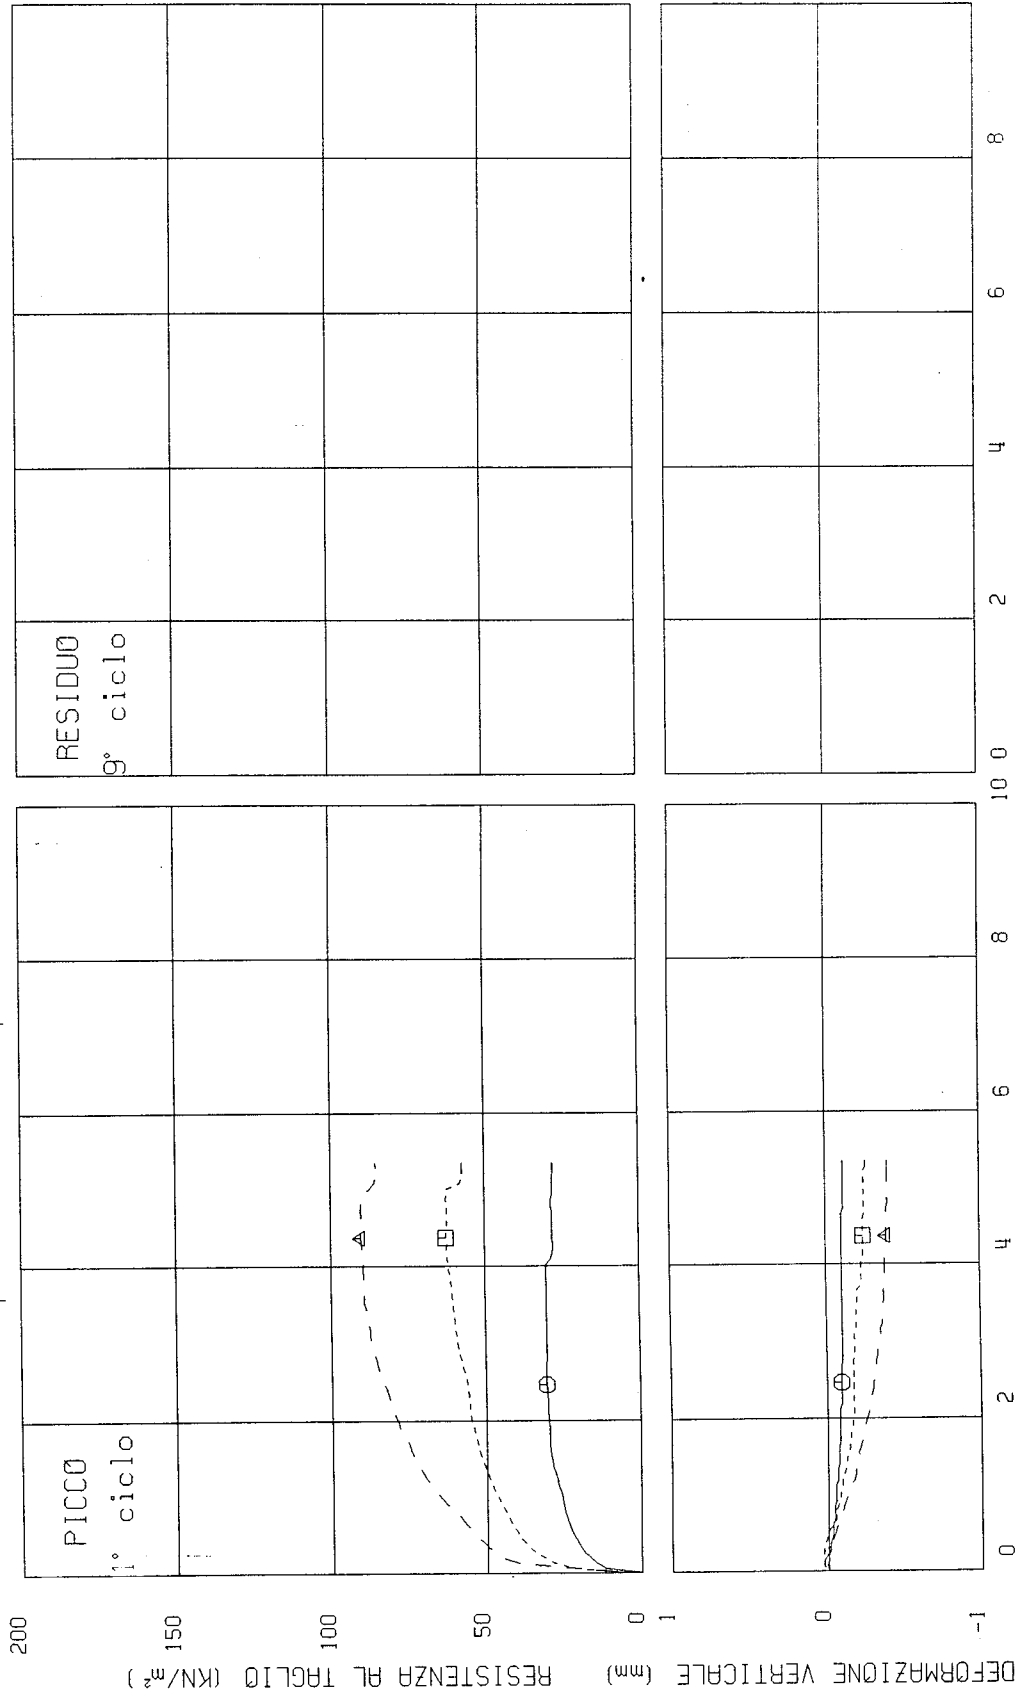 PICCO
1° ciclo
RESIDUO
9° ciclo
RESISTENZA AL TAGLIO (KN/m²)
200
150
100
50
0
DEFORMAZIONE VERTICALE (mm)
1
0
-1
0 2 4 6 8 10
0 2 4 6 8